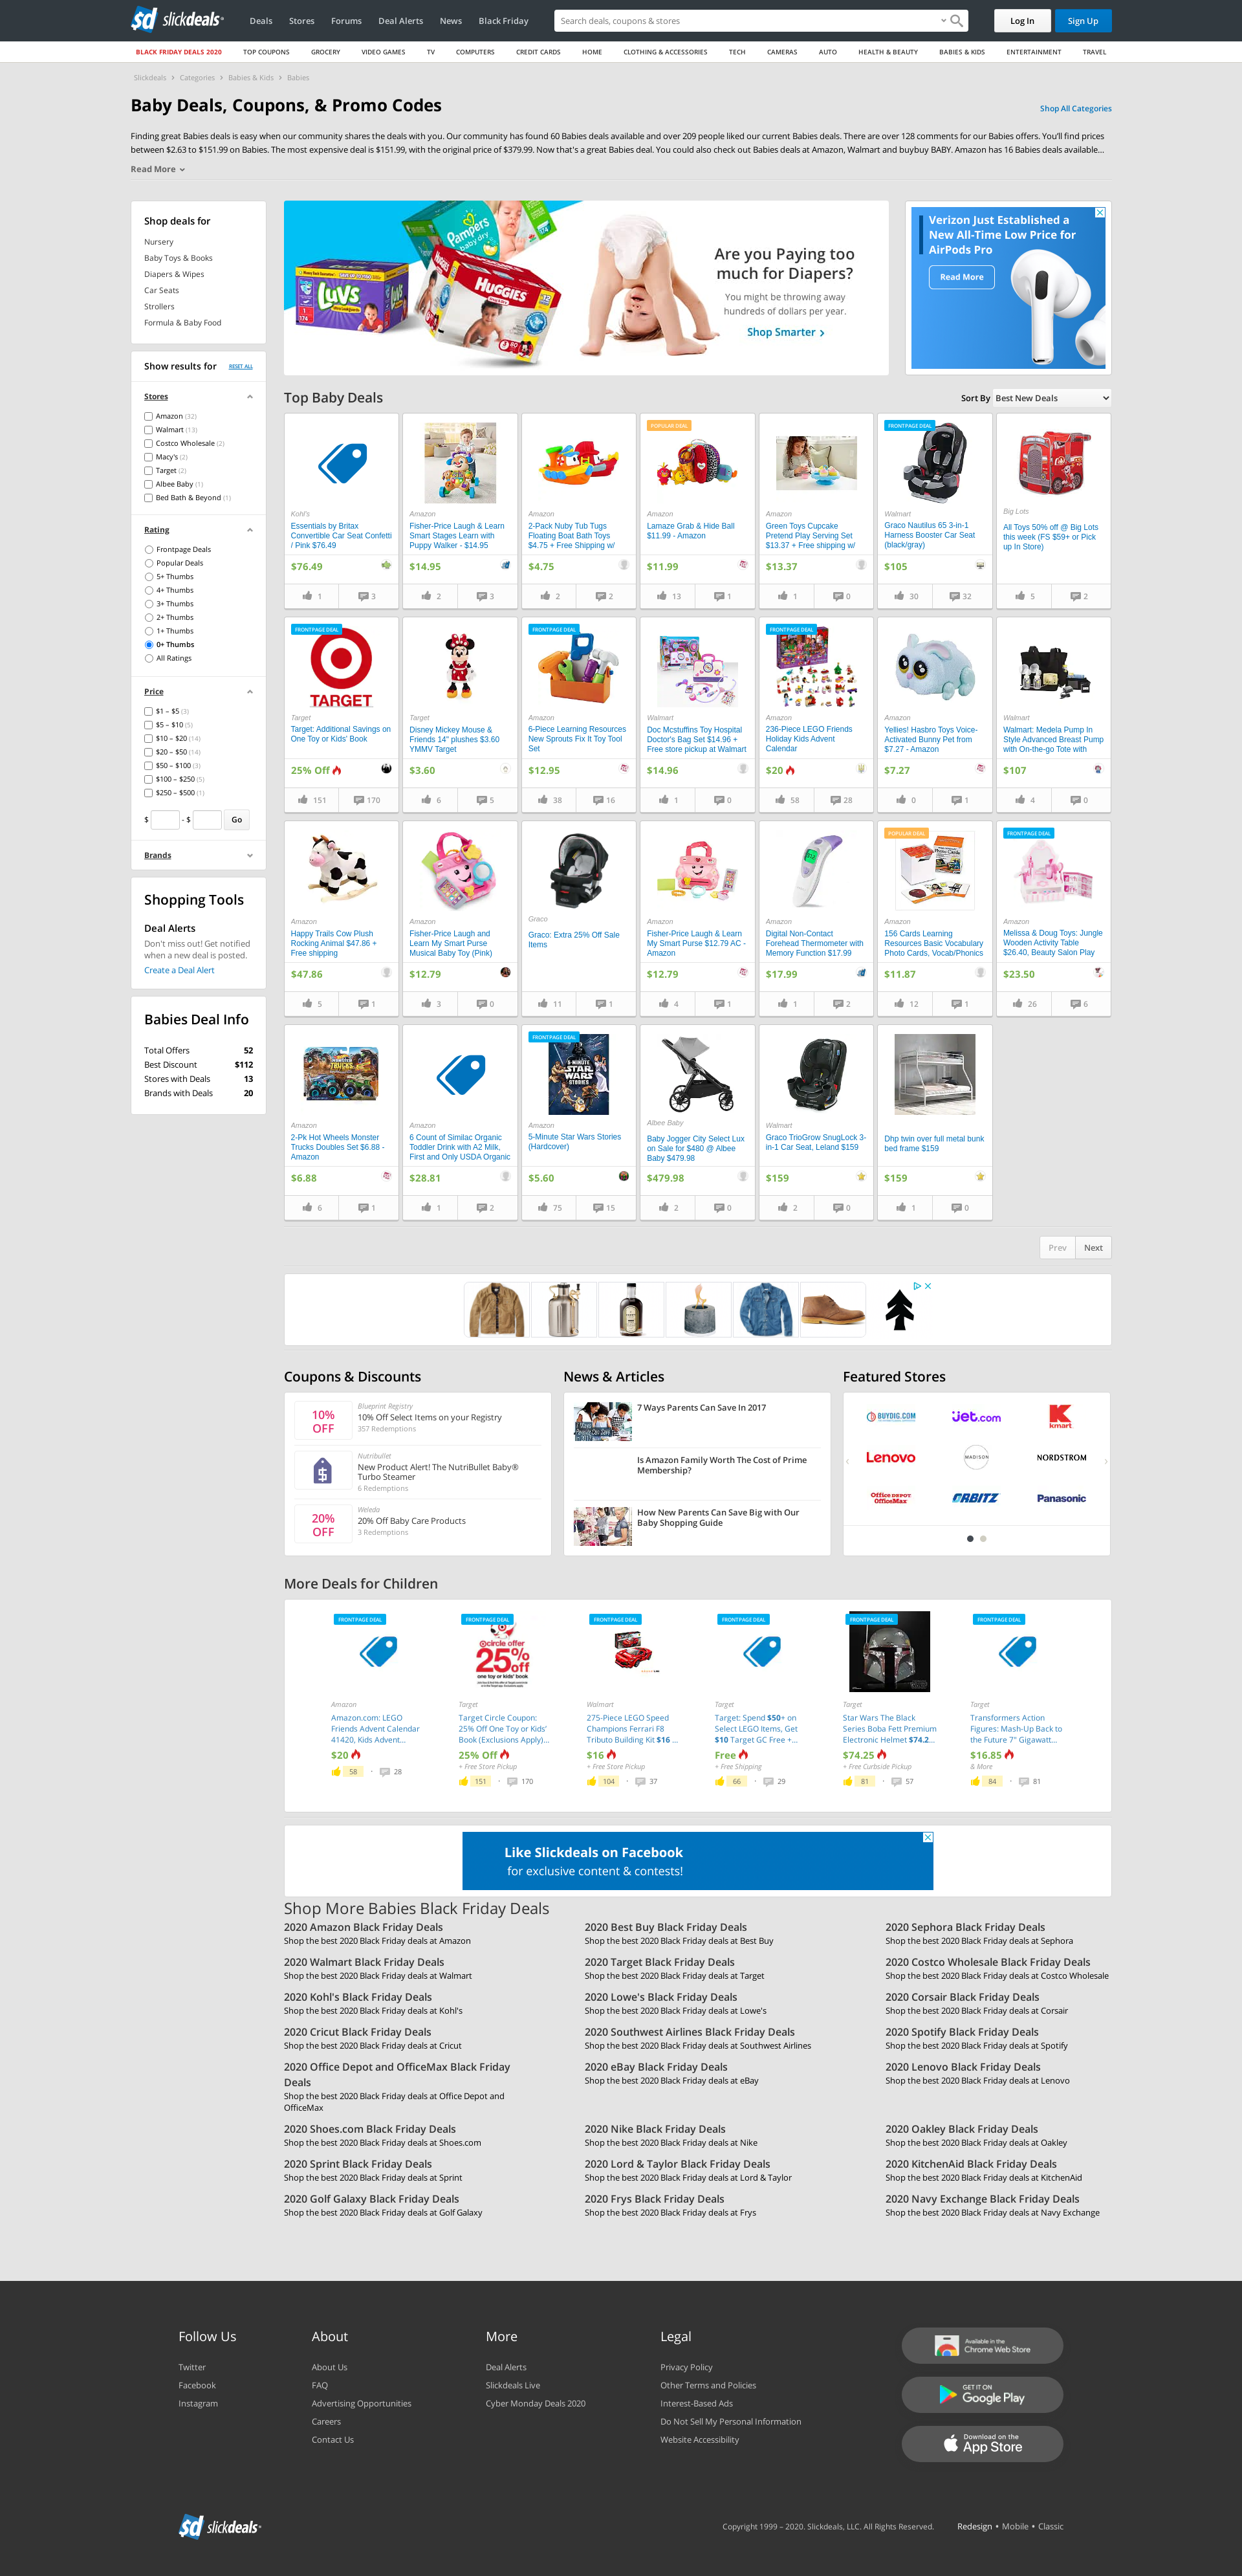 slickdeals
Deals Stores Forums Deal Alerts News Black Friday
Search deals, coupons & stores
Log In
Sign Up
BLACK FRIDAY DEALS 2020 TOP COUPONS GROCERY VIDEO GAMES TV COMPUTERS CREDIT CARDS HOME CLOTHING & ACCESSORIES TECH CAMERAS AUTO HEALTH & BEAUTY BABIES & KIDS ENTERTAINMENT TRAVEL
Slickdeals › Categories › Babies & Kids › Babies
Baby Deals, Coupons, & Promo Codes
Shop All Categories
Finding great Babies deals is easy when our community shares the deals with you. Our community has found 60 Babies deals available and over 209 people liked our current Babies deals. There are over 128 comments for our Babies offers. You'll find prices
between $2.63 to $151.99 on Babies. The most expensive deal is $151.99, with the original price of $379.99. Now that's a great Babies deal. You could also check out Babies deals at Amazon, Walmart and buybuy BABY. Amazon has 16 Babies deals available...
Read More
Shop deals for
Nursery
Baby Toys & Books
Diapers & Wipes
Car Seats
Strollers
Formula & Baby Food
Pampers
baby dry
Luvs
HUGGIES
Are you Paying too
much for Diapers?
You might be throwing away
hundreds of dollars per year.
Shop Smarter
Verizon Just Established a
New All-Time Low Price for
AirPods Pro
Read More
Show results for
RESET ALL
Stores
Amazon (32)
Walmart (13)
Costco Wholesale (2)
Macy's (2)
Target (2)
Albee Baby (1)
Bed Bath & Beyond (1)
Rating
Frontpage Deals
Popular Deals
5+ Thumbs
4+ Thumbs
3+ Thumbs
2+ Thumbs
1+ Thumbs
0+ Thumbs
All Ratings
Price
$1 – $5 (3)
$5 – $10 (5)
$10 – $20 (14)
$20 – $50 (14)
$50 – $100 (3)
$100 – $250 (5)
$250 – $500 (1)
$ - $ Go
Brands
Shopping Tools
Deal Alerts
Don't miss out! Get notified
when a new deal is posted.
Create a Deal Alert
Babies Deal Info
Total Offers 52
Best Discount $112
Stores with Deals 13
Brands with Deals 20
Top Baby Deals
Sort By Best New Deals
Kohl's
Essentials by Britax
Convertible Car Seat Confetti
/ Pink $76.49
$76.49
1 3
Amazon
Fisher-Price Laugh & Learn
Smart Stages Learn with
Puppy Walker - $14.95
$14.95
2 3
Amazon
2-Pack Nuby Tub Tugs
Floating Boat Bath Toys
$4.75 + Free Shipping w/
$4.75
2 2
POPULAR DEAL
Amazon
Lamaze Grab & Hide Ball
$11.99 - Amazon
$11.99
13 1
Amazon
Green Toys Cupcake
Pretend Play Serving Set
$13.37 + Free shipping w/
$13.37
1 0
FRONTPAGE DEAL
Walmart
Graco Nautilus 65 3-in-1
Harness Booster Car Seat
(black/gray)
$105
30 32
Big Lots
All Toys 50% off @ Big Lots
this week (FS $59+ or Pick
up In Store)
5 2
FRONTPAGE DEAL
TARGET
Target
Target: Additional Savings on
One Toy or Kids' Book
25% Off
151 170
Target
Disney Mickey Mouse &
Friends 14" plushes $3.60
YMMV Target
$3.60
6 5
FRONTPAGE DEAL
Amazon
6-Piece Learning Resources
New Sprouts Fix It Toy Tool
Set
$12.95
38 16
Walmart
Doc Mcstuffins Toy Hospital
Doctor's Bag Set $14.96 +
Free store pickup at Walmart
$14.96
1 0
FRONTPAGE DEAL
Amazon
236-Piece LEGO Friends
Holiday Kids Advent
Calendar
$20
58 28
Amazon
Yellies! Hasbro Toys Voice-
Activated Bunny Pet from
$7.27 - Amazon
$7.27
0 1
Walmart
Walmart: Medela Pump In
Style Advanced Breast Pump
with On-the-go Tote with
$107
4 0
Amazon
Happy Trails Cow Plush
Rocking Animal $47.86 +
Free shipping
$47.86
5 1
Amazon
Fisher-Price Laugh and
Learn My Smart Purse
Musical Baby Toy (Pink)
$12.79
3 0
Graco
Graco: Extra 25% Off Sale
Items
11 1
Amazon
Fisher-Price Laugh & Learn
My Smart Purse $12.79 AC -
Amazon
$12.79
4 1
Amazon
Digital Non-Contact
Forehead Thermometer with
Memory Function $17.99
$17.99
1 2
POPULAR DEAL
Amazon
156 Cards Learning
Resources Basic Vocabulary
Photo Cards, Vocab/Phonics
$11.87
12 1
FRONTPAGE DEAL
Amazon
Melissa & Doug Toys: Jungle
Wooden Activity Table
$26.40, Beauty Salon Play
$23.50
26 6
Amazon
2-Pk Hot Wheels Monster
Trucks Doubles Set $6.88 -
Amazon
$6.88
6 1
Amazon
6 Count of Similac Organic
Toddler Drink with A2 Milk,
First and Only USDA Organic
$28.81
1 2
FRONTPAGE DEAL
5-MINUTE
STAR WARS
STORIES
Amazon
5-Minute Star Wars Stories
(Hardcover)
$5.60
75 15
Albee Baby
Baby Jogger City Select Lux
on Sale for $480 @ Albee
Baby $479.98
$479.98
2 0
Walmart
Graco TrioGrow SnugLock 3-
in-1 Car Seat, Leland $159
$159
2 0
Dhp twin over full metal bunk
bed frame $159
$159
1 0
Prev Next
Coupons & Discounts
10%
OFF
Blueprint Registry
10% Off Select Items on your Registry
357 Redemptions
Nutribullet
New Product Alert! The NutriBullet Baby®
Turbo Steamer
6 Redemptions
20%
OFF
Weleda
20% Off Baby Care Products
3 Redemptions
News & Articles
7 Ways Parents Can Save In 2017
Is Amazon Family Worth The Cost of Prime
Membership?
How New Parents Can Save Big with Our
Baby Shopping Guide
Featured Stores
BUYDIG.COM
Jet.com
kmart
Lenovo
MADISON
NORDSTROM
Office DEPOT
OfficeMax
ORBITZ
Panasonic
More Deals for Children
FRONTPAGE DEAL
Amazon
Amazon.com: LEGO
Friends Advent Calendar
41420, Kids Advent...
$20
58 • 28
FRONTPAGE DEAL
circle offer
25%
off
one toy or kids' book
Target
Target Circle Coupon:
25% Off One Toy or Kids'
Book (Exclusions Apply)...
25% Off
+ Free Store Pickup
151 • 170
FRONTPAGE DEAL
Walmart
275-Piece LEGO Speed
Champions Ferrari F8
Tributo Building Kit $16 ...
$16
+ Free Store Pickup
104 • 37
FRONTPAGE DEAL
Target
Target: Spend $50+ on
Select LEGO Items, Get
$10 Target GC Free +...
Free
+ Free Shipping
66 • 29
FRONTPAGE DEAL
Target
Star Wars The Black
Series Boba Fett Premium
Electronic Helmet $74.2...
$74.25
+ Free Curbside Pickup
81 • 57
FRONTPAGE DEAL
Target
Transformers Action
Figures: Mash-Up Back to
the Future 7" Gigawatt...
$16.85
& More
84 • 81
Like Slickdeals on Facebook
for exclusive content & contests!
Shop More Babies Black Friday Deals
2020 Amazon Black Friday Deals
Shop the best 2020 Black Friday deals at Amazon
2020 Best Buy Black Friday Deals
Shop the best 2020 Black Friday deals at Best Buy
2020 Sephora Black Friday Deals
Shop the best 2020 Black Friday deals at Sephora
2020 Walmart Black Friday Deals
Shop the best 2020 Black Friday deals at Walmart
2020 Target Black Friday Deals
Shop the best 2020 Black Friday deals at Target
2020 Costco Wholesale Black Friday Deals
Shop the best 2020 Black Friday deals at Costco Wholesale
2020 Kohl's Black Friday Deals
Shop the best 2020 Black Friday deals at Kohl's
2020 Lowe's Black Friday Deals
Shop the best 2020 Black Friday deals at Lowe's
2020 Corsair Black Friday Deals
Shop the best 2020 Black Friday deals at Corsair
2020 Cricut Black Friday Deals
Shop the best 2020 Black Friday deals at Cricut
2020 Southwest Airlines Black Friday Deals
Shop the best 2020 Black Friday deals at Southwest Airlines
2020 Spotify Black Friday Deals
Shop the best 2020 Black Friday deals at Spotify
2020 Office Depot and OfficeMax Black Friday
Deals
Shop the best 2020 Black Friday deals at Office Depot and
OfficeMax
2020 eBay Black Friday Deals
Shop the best 2020 Black Friday deals at eBay
2020 Lenovo Black Friday Deals
Shop the best 2020 Black Friday deals at Lenovo
2020 Shoes.com Black Friday Deals
Shop the best 2020 Black Friday deals at Shoes.com
2020 Nike Black Friday Deals
Shop the best 2020 Black Friday deals at Nike
2020 Oakley Black Friday Deals
Shop the best 2020 Black Friday deals at Oakley
2020 Sprint Black Friday Deals
Shop the best 2020 Black Friday deals at Sprint
2020 Lord & Taylor Black Friday Deals
Shop the best 2020 Black Friday deals at Lord & Taylor
2020 KitchenAid Black Friday Deals
Shop the best 2020 Black Friday deals at KitchenAid
2020 Golf Galaxy Black Friday Deals
Shop the best 2020 Black Friday deals at Golf Galaxy
2020 Frys Black Friday Deals
Shop the best 2020 Black Friday deals at Frys
2020 Navy Exchange Black Friday Deals
Shop the best 2020 Black Friday deals at Navy Exchange
Follow Us
Twitter
Facebook
Instagram
About
About Us
FAQ
Advertising Opportunities
Careers
Contact Us
More
Deal Alerts
Slickdeals Live
Cyber Monday Deals 2020
Legal
Privacy Policy
Other Terms and Policies
Interest-Based Ads
Do Not Sell My Personal Information
Website Accessibility
Available in the
Chrome Web Store
GET IT ON
Google Play
Download on the
App Store
slickdeals
Copyright 1999 – 2020. Slickdeals, LLC. All Rights Reserved.
Redesign • Mobile • Classic